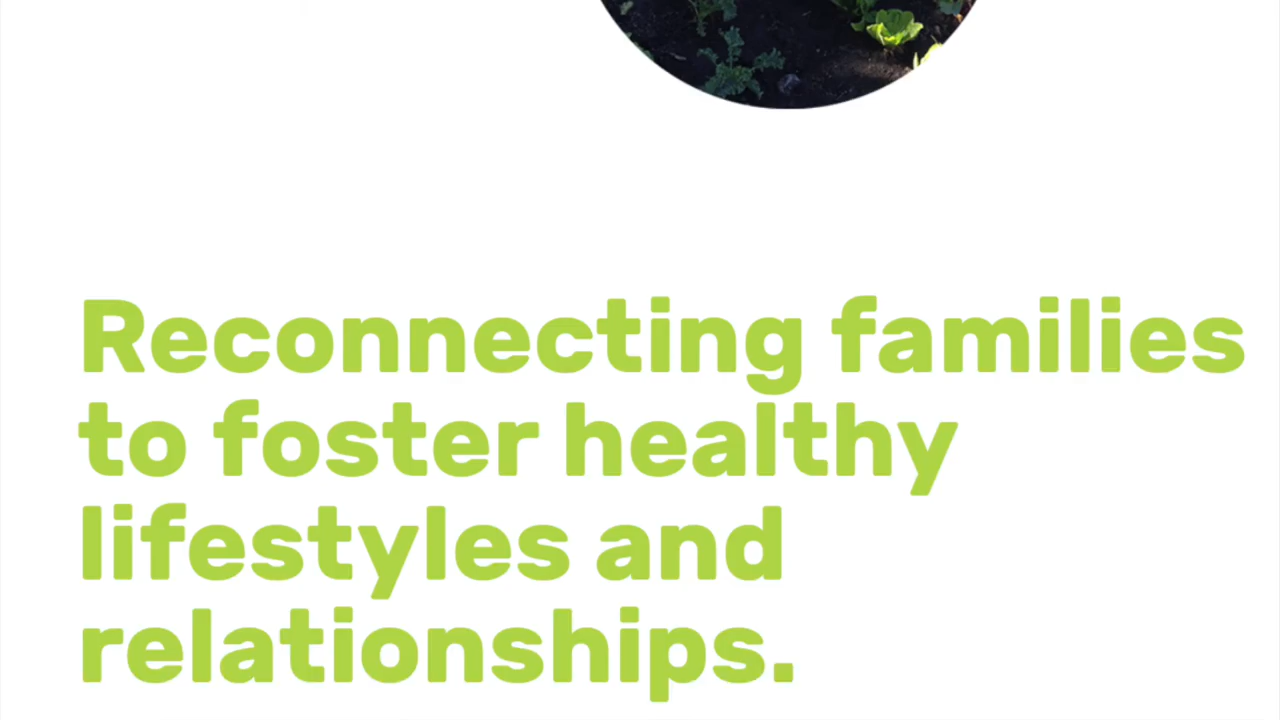 Reconnecting families
to foster healthy
lifestyles and
relationships.